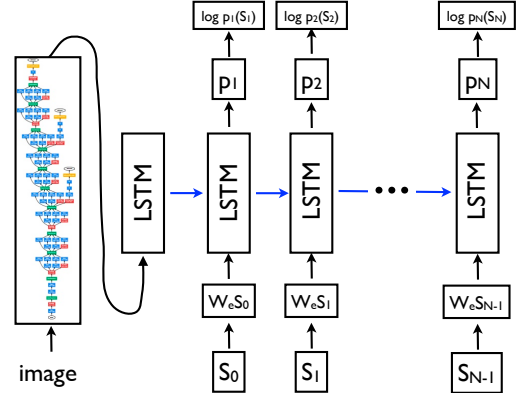 log p₁(S₁) log p₂(S₂) log pN(SN)
p₁ p₂ pN
LSTM LSTM LSTM LSTM
WeS₀ WeS₁ WeSN-1
image S₀ S₁ SN-1